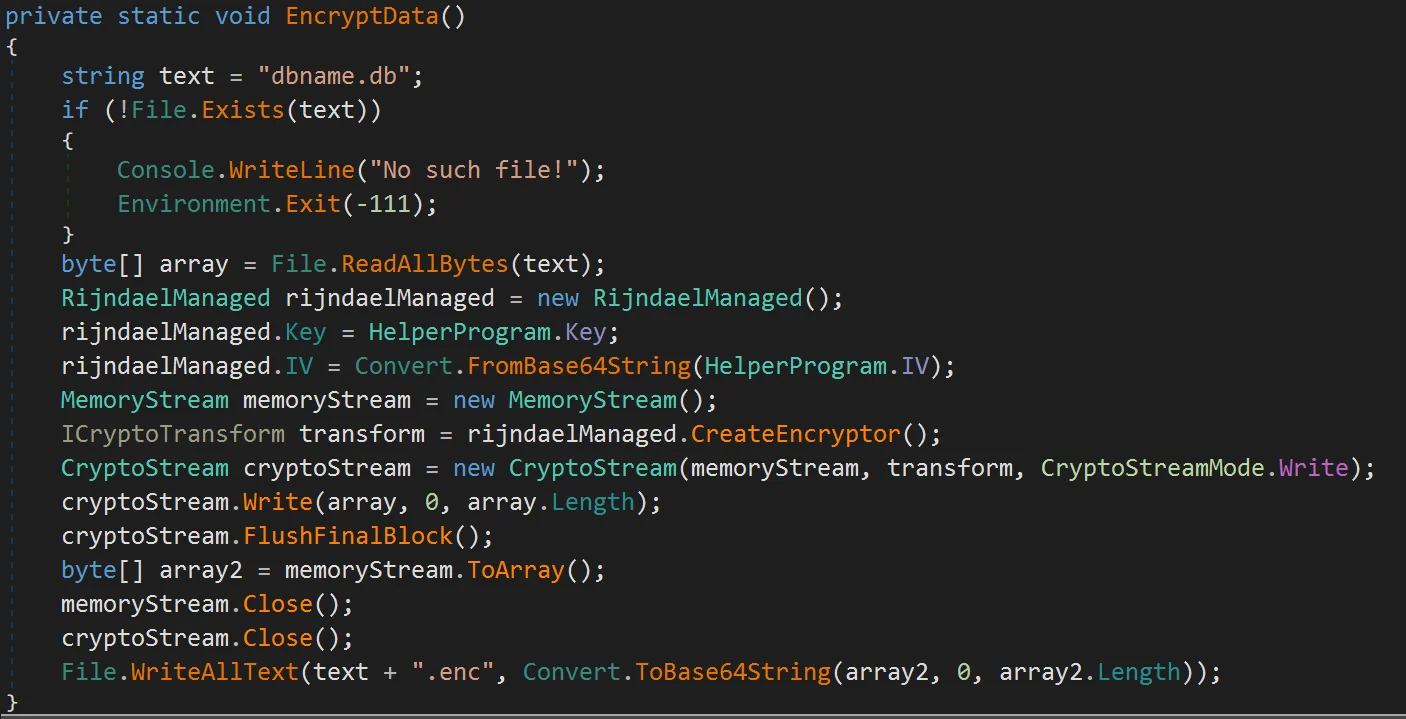 private static void EncryptData()
{
    string text = "dbname.db";
    if (!File.Exists(text))
    {
        Console.WriteLine("No such file!");
        Environment.Exit(-111);
    }
    byte[] array = File.ReadAllBytes(text);
    RijndaelManaged rijndaelManaged = new RijndaelManaged();
    rijndaelManaged.Key = HelperProgram.Key;
    rijndaelManaged.IV = Convert.FromBase64String(HelperProgram.IV);
    MemoryStream memoryStream = new MemoryStream();
    ICryptoTransform transform = rijndaelManaged.CreateEncryptor();
    CryptoStream cryptoStream = new CryptoStream(memoryStream, transform, CryptoStreamMode.Write);
    cryptoStream.Write(array, 0, array.Length);
    cryptoStream.FlushFinalBlock();
    byte[] array2 = memoryStream.ToArray();
    memoryStream.Close();
    cryptoStream.Close();
    File.WriteAllText(text + ".enc", Convert.ToBase64String(array2, 0, array2.Length));
}